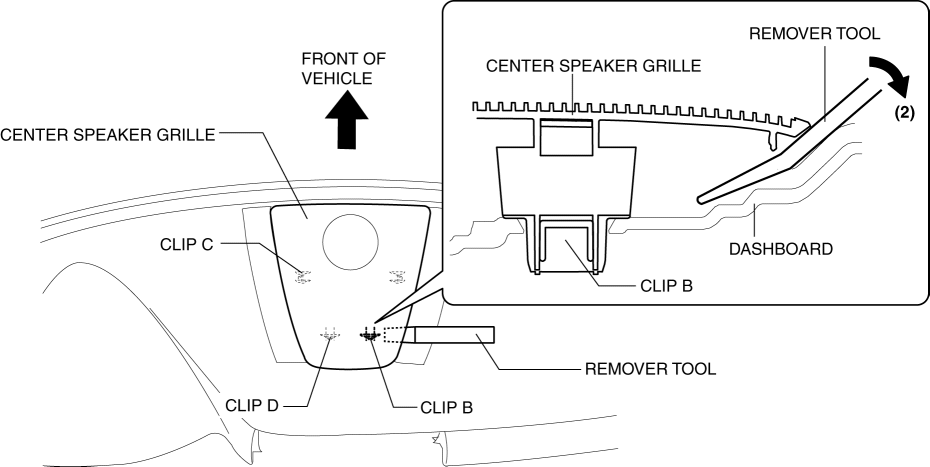 FRONT OF
VEHICLE
CENTER SPEAKER GRILLE
CLIP C
CLIP D
CLIP B
REMOVER TOOL
REMOVER TOOL
CENTER SPEAKER GRILLE
(2)
DASHBOARD
CLIP B